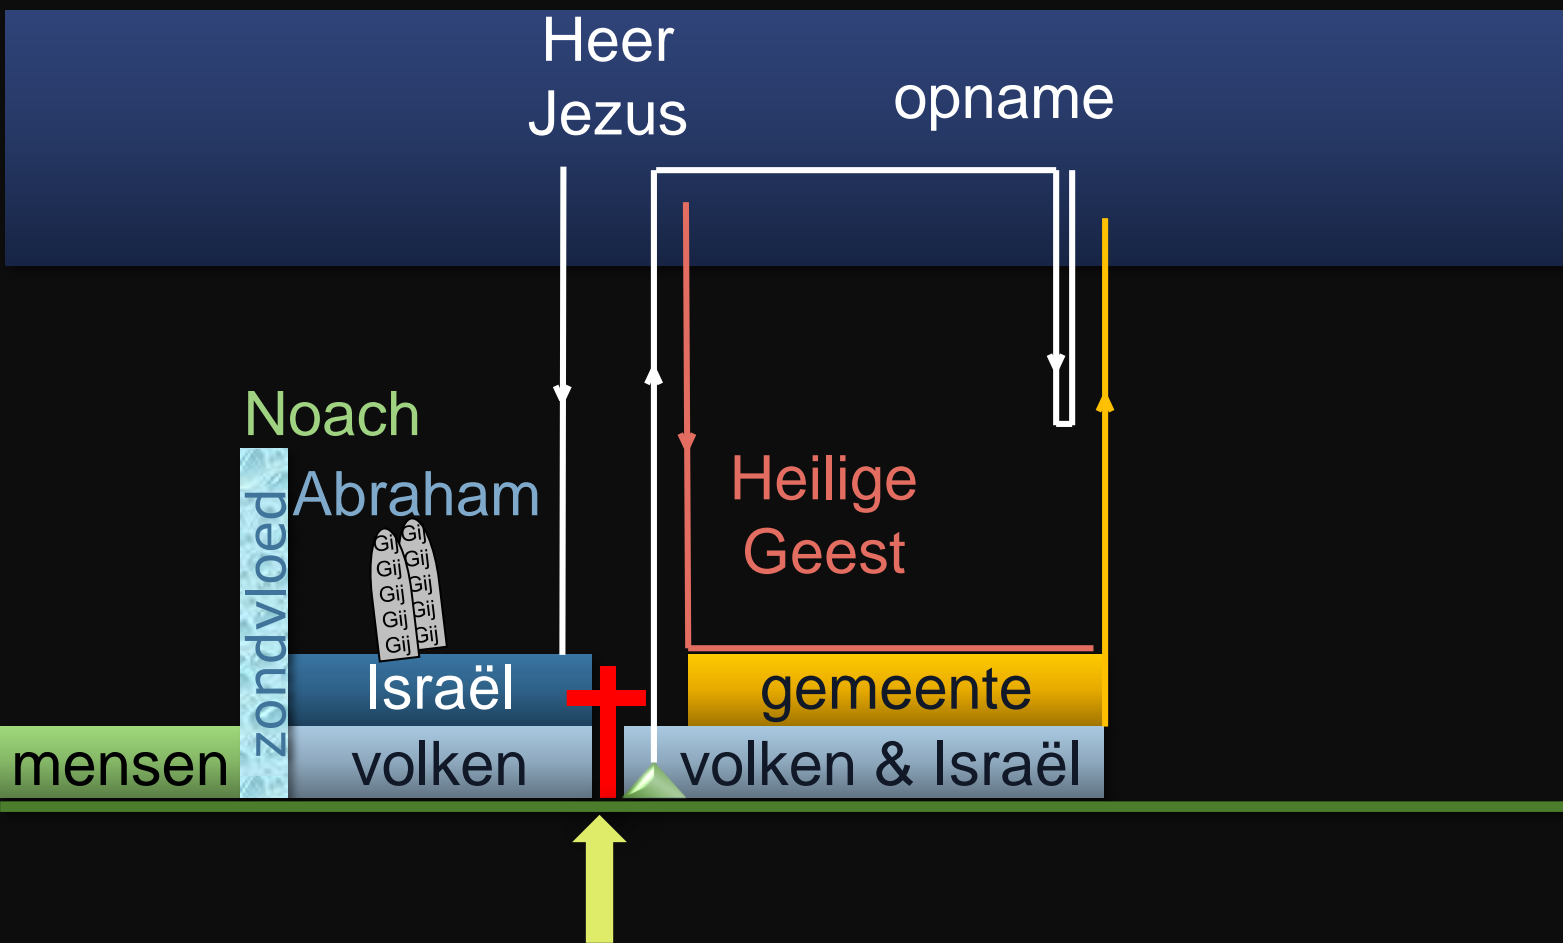 Heer
Jezus
opname
Noach
Abraham
zondvloed
Gij
Gij
Gij
Gij
Gij
Gij
Gij
Gij
Gij
Gij
Heilige
Geest
Israël
gemeente
mensen
volken
volken & Israël